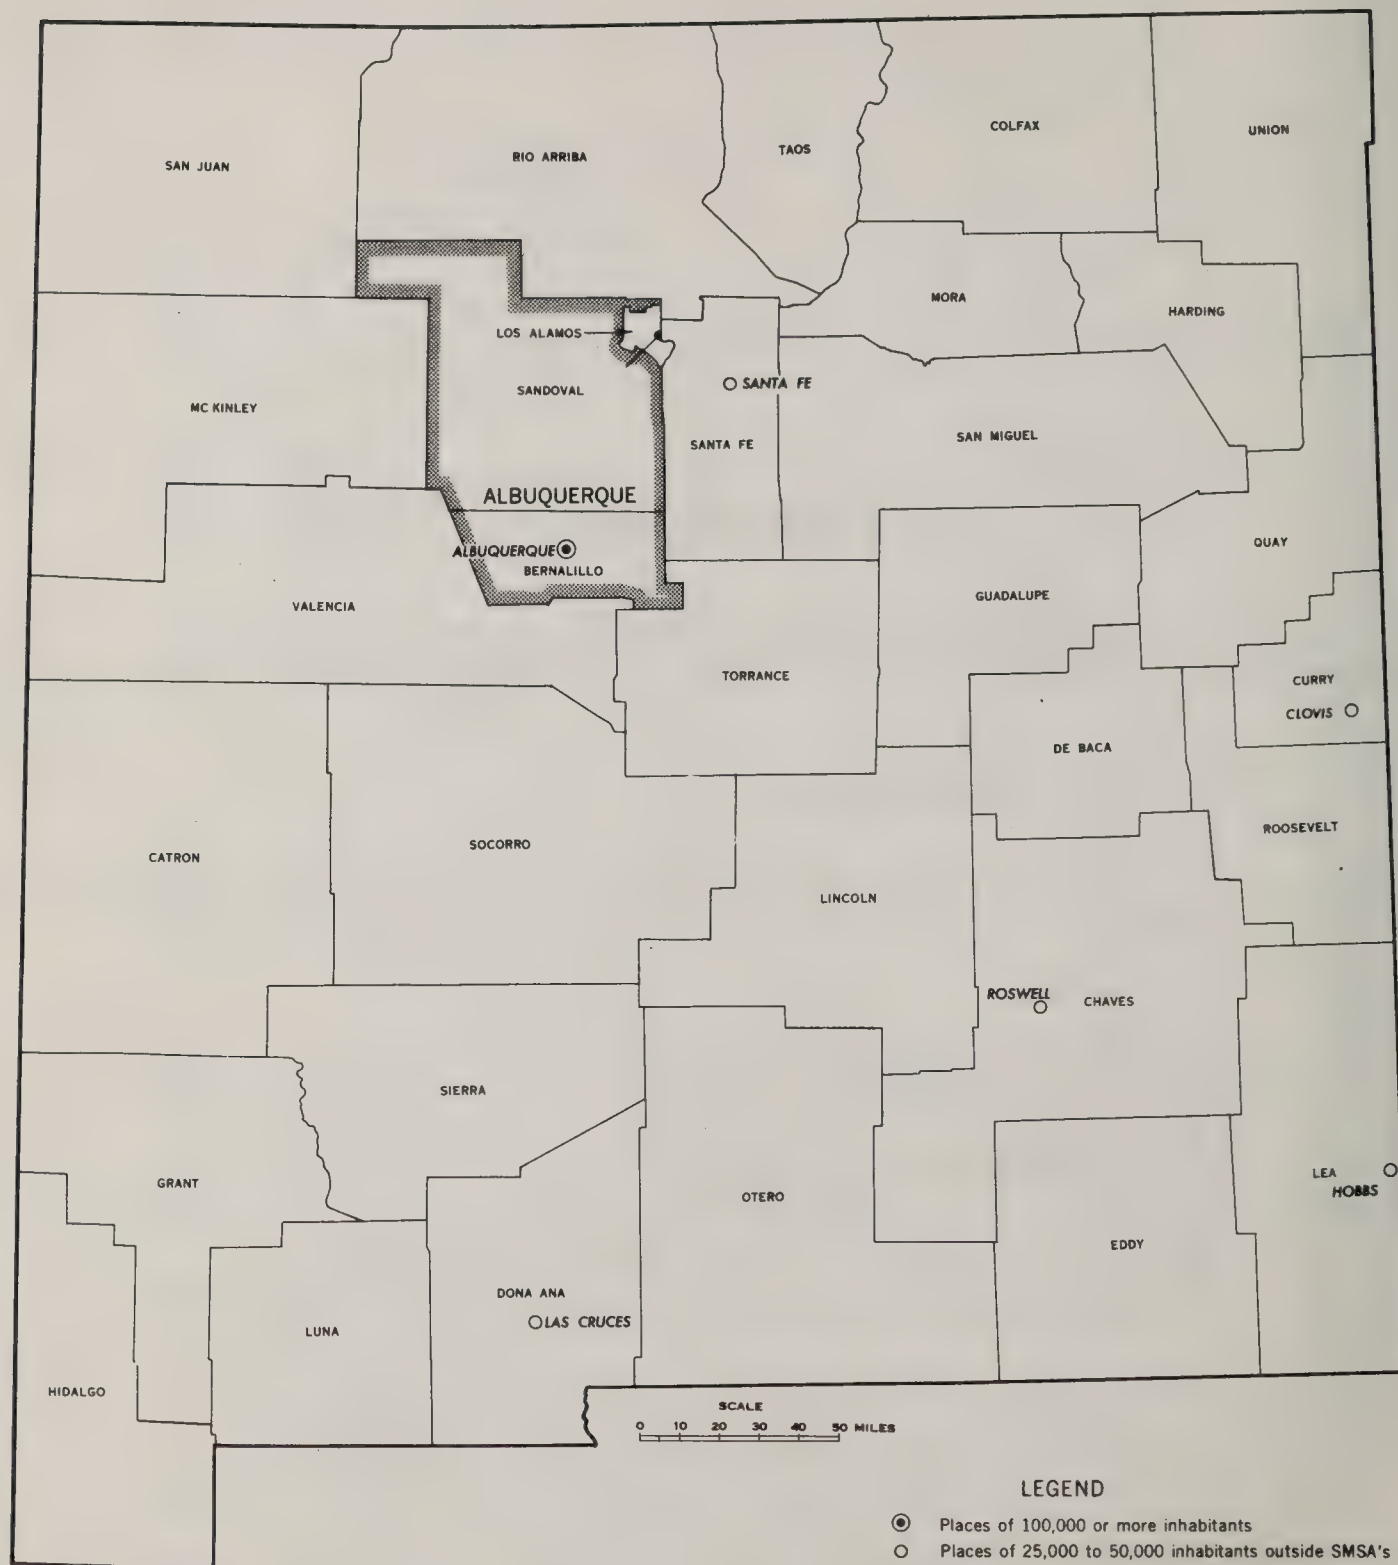 COLFAX
UNION
TAOS
RIO ARRIBA
SAN JUAN
MORA
HARDING
LOS ALAMOS
SANTA FE
SANDOVAL
MC KINLEY
SAN MIGUEL
SANTA FE
ALBUQUERQUE
ALBUQUERQUE
BERNALILLO
QUAY
GUADALUPE
VALENCIA
TORRANCE
CURRY
CLOVIS
DE BACA
ROOSEVELT
SOCORRO
CATRON
LINCOLN
ROSWELL
CHAVES
SIERRA
LEA
HOBBS
GRANT
OTERO
EDDY
DONA ANA
LAS CRUCES
LUNA
HIDALGO
SCALE
0 10 20 30 40 50 MILES
LEGEND
Places of 100,000 or more inhabitants
Places of 25,000 to 50,000 inhabitants outside SMSA's